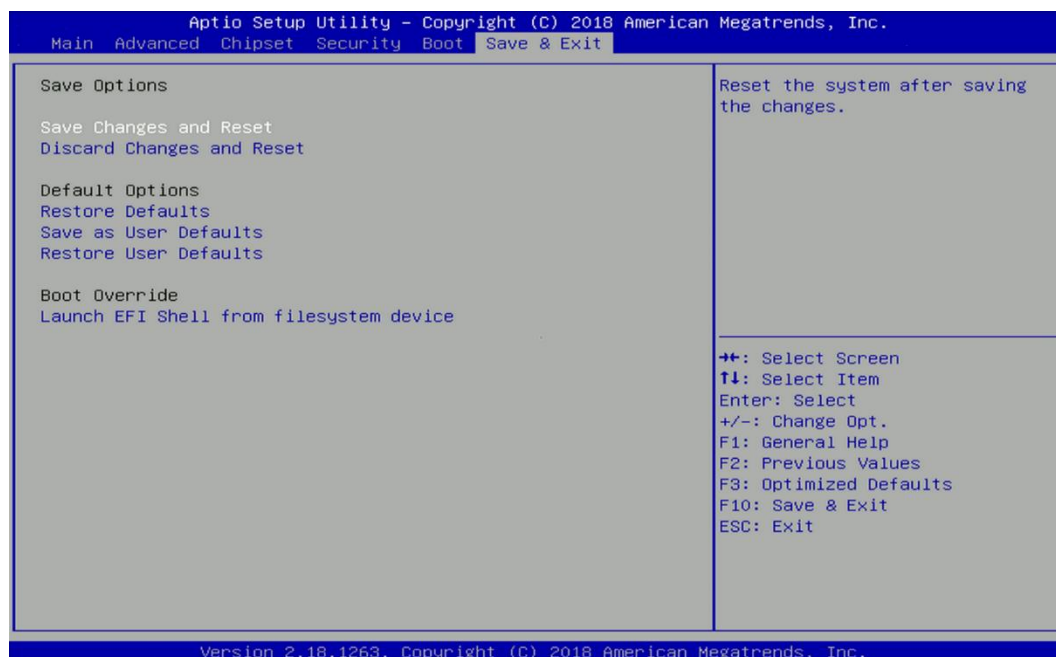 Aptio Setup Utility – Copyright (C) 2018 American Megatrends, Inc.
Main Advanced Chipset Security Boot Save & Exit
Save Options
Save Changes and Reset
Discard Changes and Reset
Default Options
Restore Defaults
Save as User Defaults
Restore User Defaults
Boot Override
Launch EFI Shell from filesystem device
Reset the system after saving
the changes.
→←: Select Screen
↑↓: Select Item
Enter: Select
+/-: Change Opt.
F1: General Help
F2: Previous Values
F3: Optimized Defaults
F10: Save & Exit
ESC: Exit
Version 2.18.1263. Copyright (C) 2018 American Megatrends, Inc.